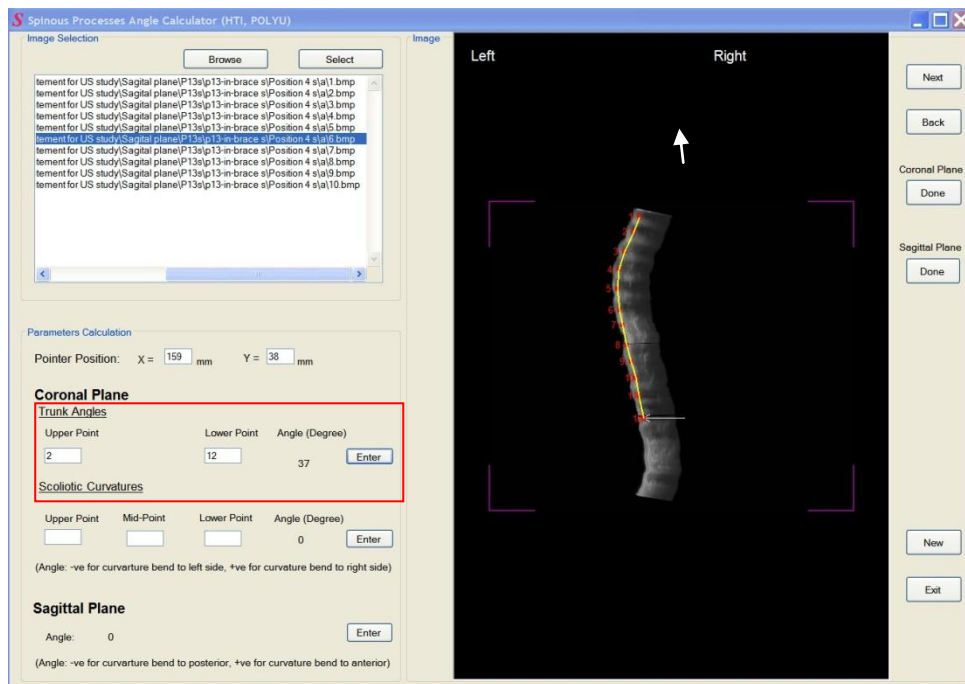 S Spinous Processes Angle Calculator (HTI, POLYU)
Image Selection
Browse Select
tement for US study\Sagital plane\P13s\p13-in-brace s\Position 4 s\a\1.bmp
tement for US study\Sagital plane\P13s\p13-in-brace s\Position 4 s\a\2.bmp
tement for US study\Sagital plane\P13s\p13-in-brace s\Position 4 s\a\3.bmp
tement for US study\Sagital plane\P13s\p13-in-brace s\Position 4 s\a\4.bmp
tement for US study\Sagital plane\P13s\p13-in-brace s\Position 4 s\a\5.bmp
tement for US study\Sagital plane\P13s\p13-in-brace s\Position 4 s\a\6.bmp
tement for US study\Sagital plane\P13s\p13-in-brace s\Position 4 s\a\7.bmp
tement for US study\Sagital plane\P13s\p13-in-brace s\Position 4 s\a\8.bmp
tement for US study\Sagital plane\P13s\p13-in-brace s\Position 4 s\a\9.bmp
tement for US study\Sagital plane\P13s\p13-in-brace s\Position 4 s\a\10.bmp
Parameters Calculation
Pointer Position: X = 159 mm Y = 38 mm
Coronal Plane
Trunk Angles
Upper Point Lower Point Angle (Degree)
2 12 37 Enter
Scoliotic Curvatures
Upper Point Mid-Point Lower Point Angle (Degree)
0 Enter
(Angle: -ve for curvarture bend to left side, +ve for curvature bend to right side)
Sagittal Plane
Angle: 0 Enter
(Angle: -ve for curvarture bend to posterior, +ve for curvature bend to anterior)
Image
Left Right
2
3
4
5
6
7
8
Next
Back
Coronal Plane
Done
Sagittal Plane
Done
New
Exit